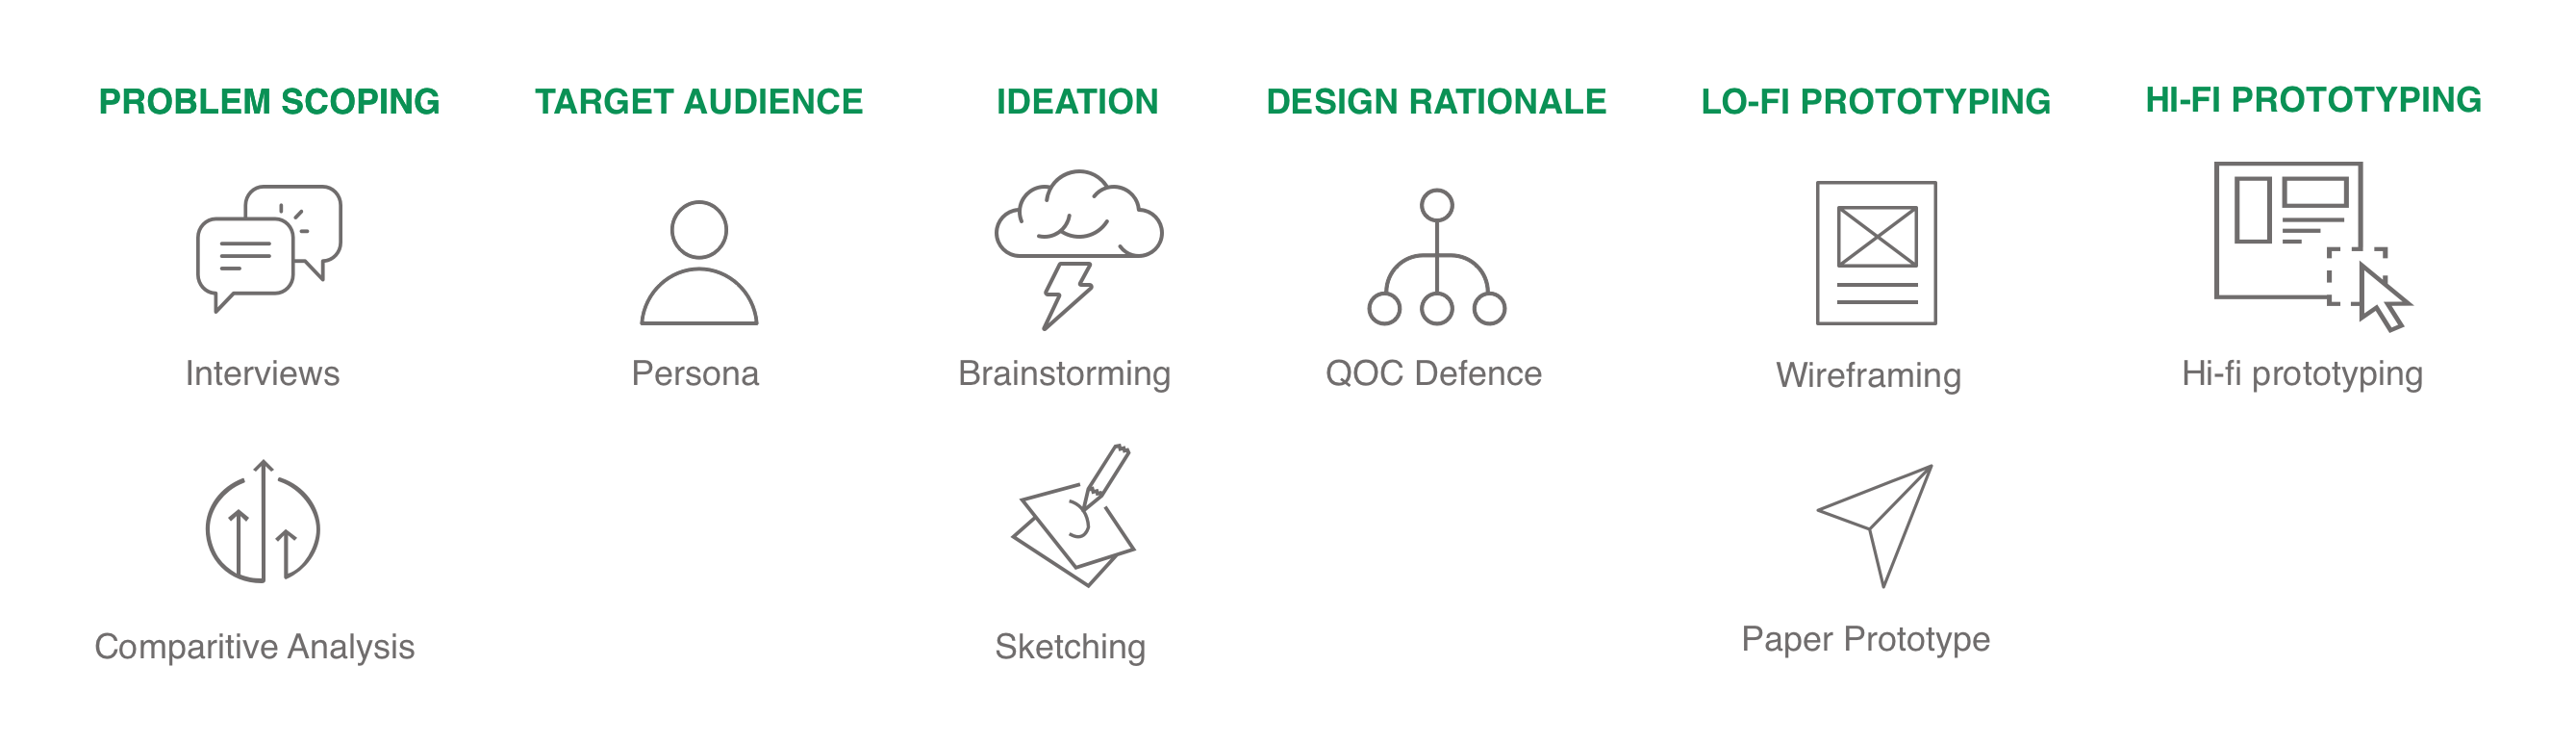 PROBLEM SCOPING
TARGET AUDIENCE
IDEATION
DESIGN RATIONALE
LO-FI PROTOTYPING
HI-FI PROTOTYPING
Interviews
Persona
Brainstorming
QOC Defence
Wireframing
Hi-fi prototyping
Comparitive Analysis
Sketching
Paper Prototype